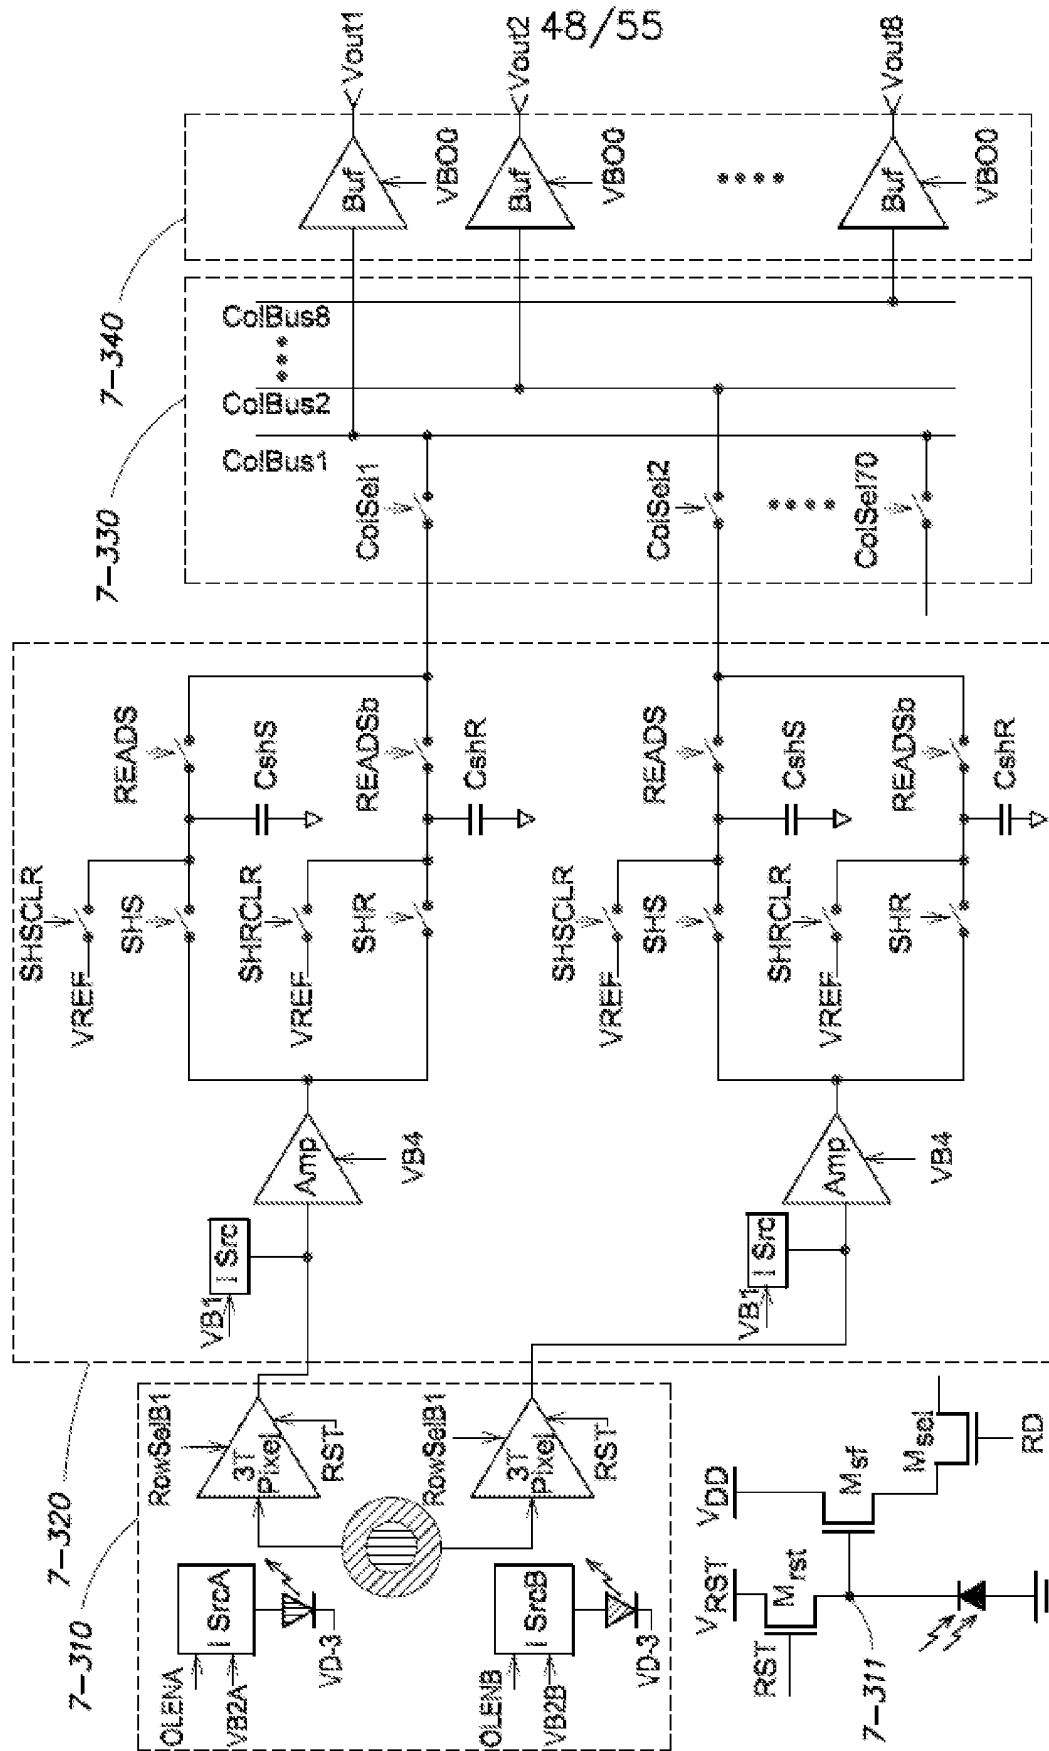 48/55
7-310
7-320
7-330
7-340
OLENA
VB2A
I SrcA
VD-3
RowSelB1
3T
Pixel
RST
OLENB
VB2B
I SrcB
VD-3
RowSelB1
3T
Pixel
RST
VB1
I Src
Amp
VB4
SHSCLR
VREF
SHS
READS
CshS
SHRCLR
VREF
SHR
READSb
CshR
VB1
I Src
Amp
VB4
SHSCLR
VREF
SHS
READS
CshS
SHRCLR
VREF
SHR
READSb
CshR
ColSel1
ColSel2
ColSel70
ColBus1
ColBus2
ColBus8
Buf
VBO0
Vout1
Buf
VBO0
Vout2
Buf
VBO0
Vout8
VRST
RST
Mrst
7-311
VDD
Msf
Msel
RD